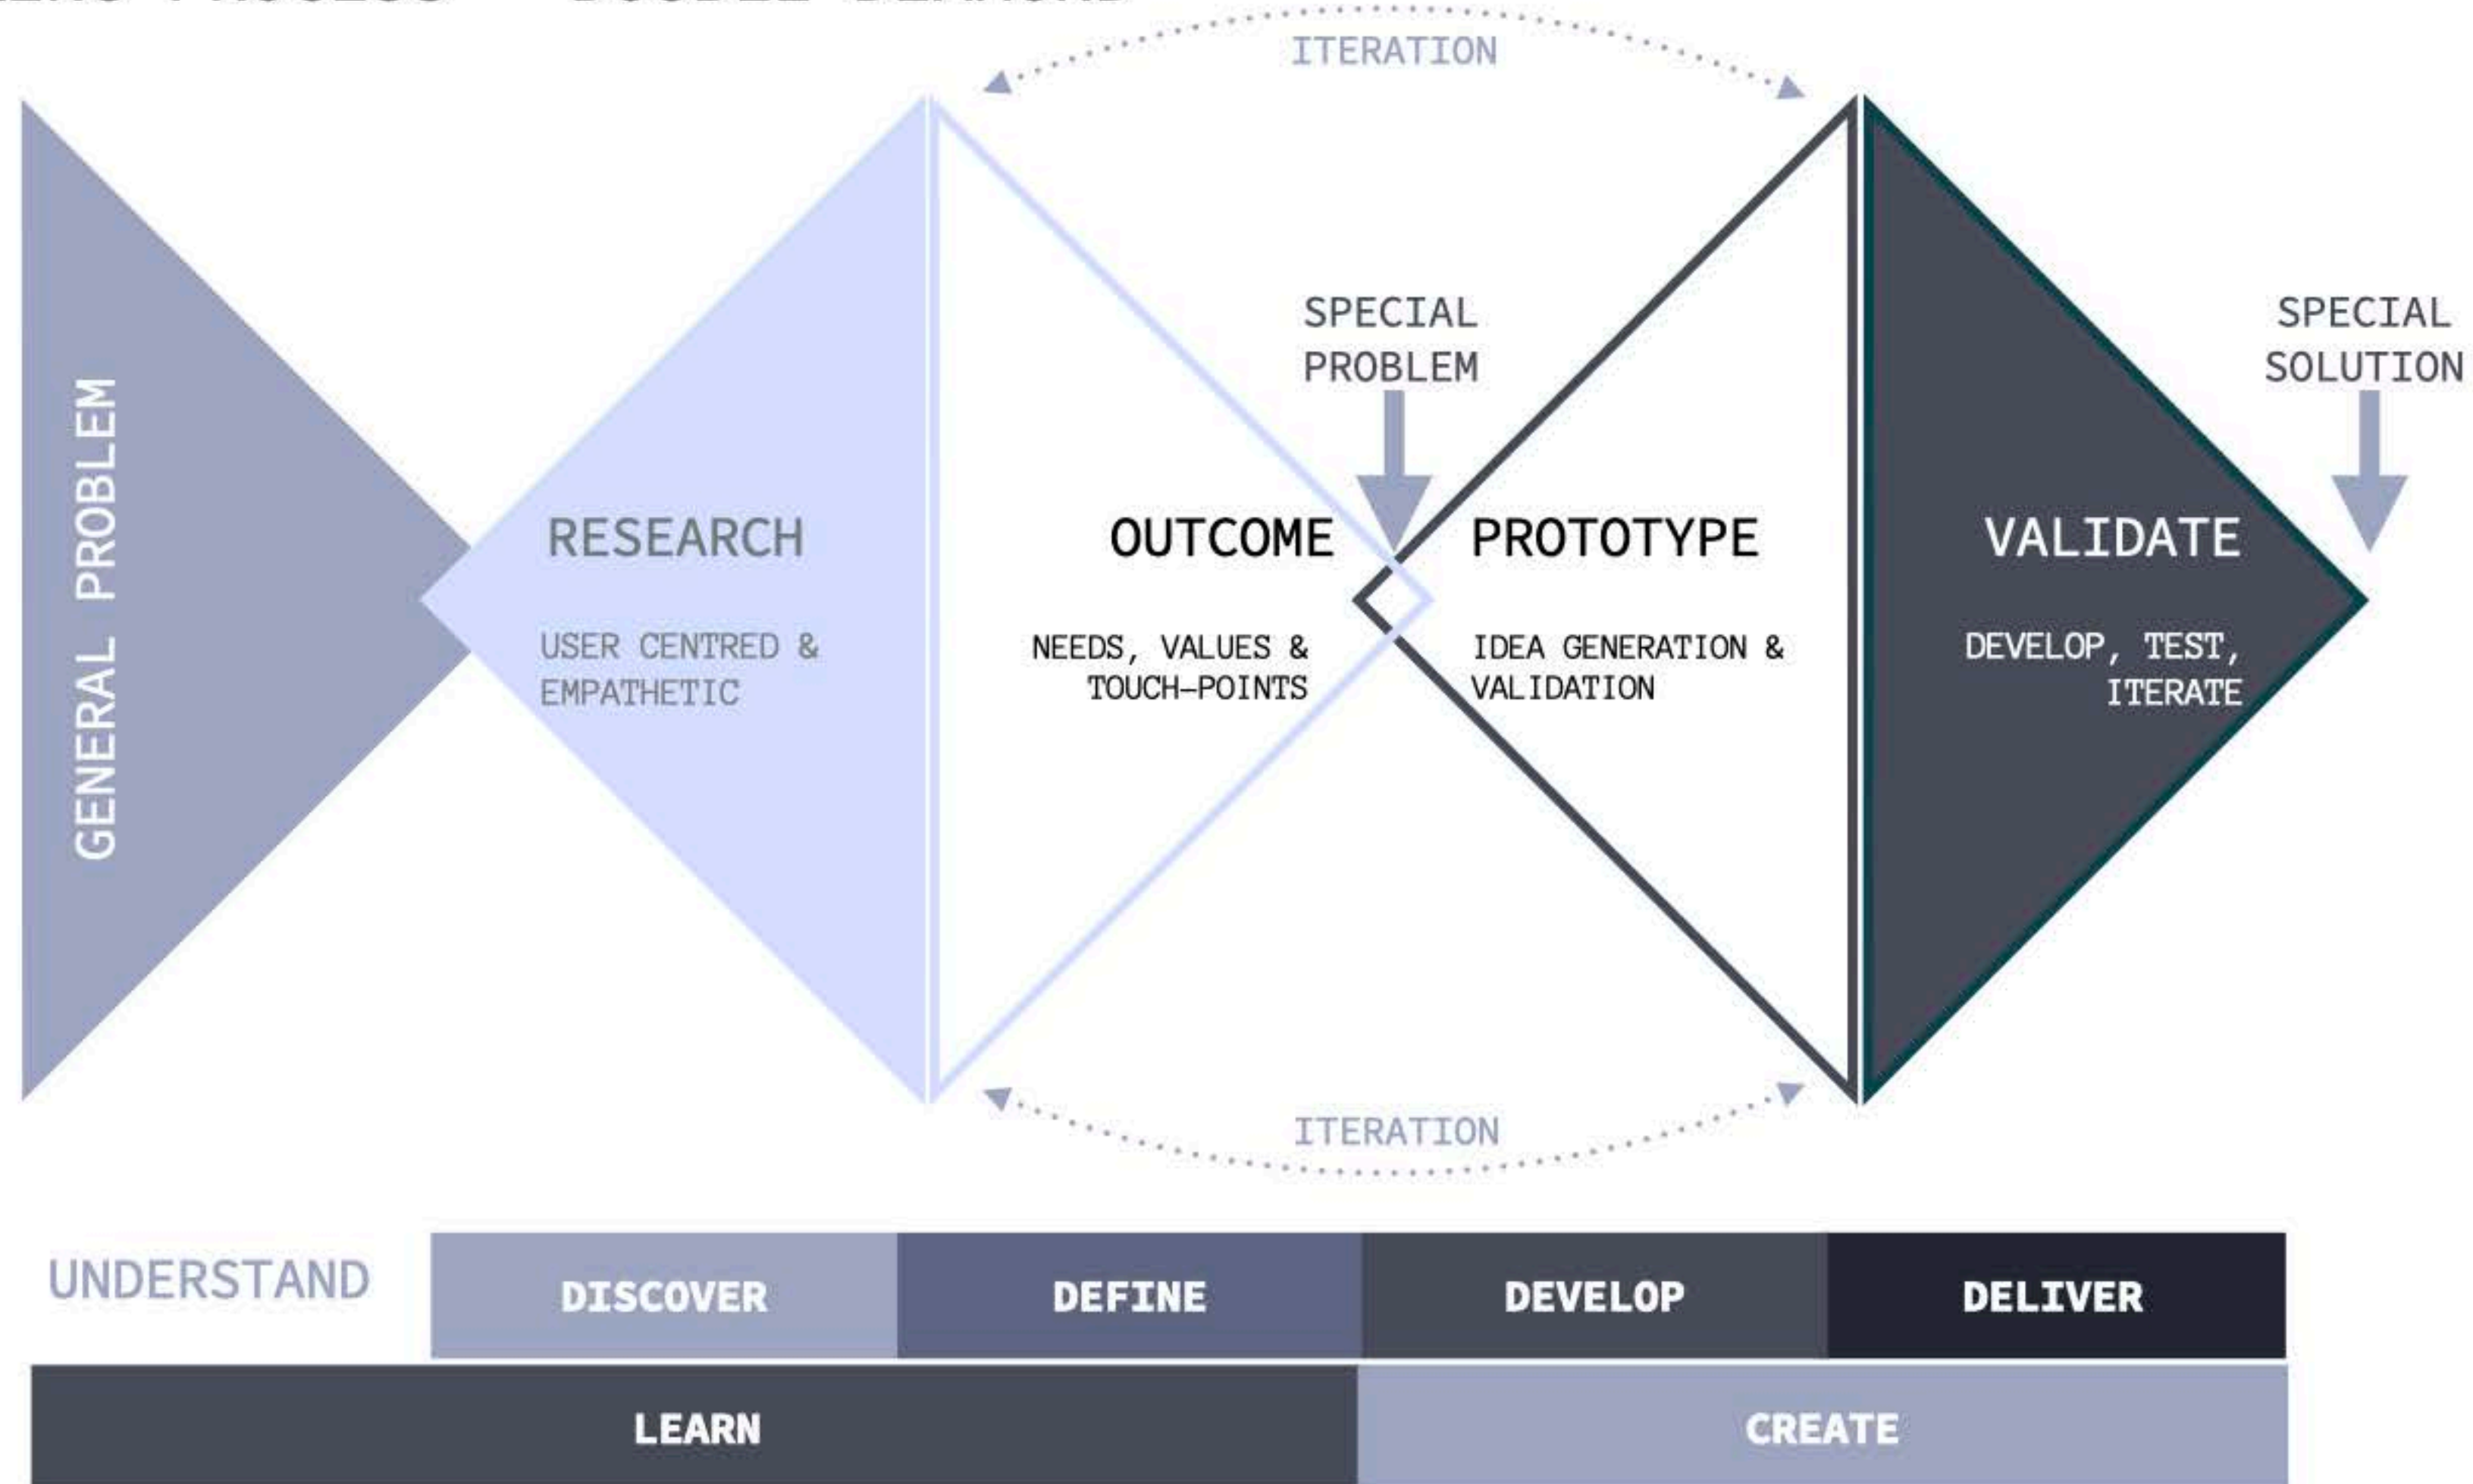 ITERATION
SPECIAL
PROBLEM
SPECIAL
SOLUTION
GENERAL PROBLEM
RESEARCH
USER CENTRED &
EMPATHETIC
OUTCOME
NEEDS, VALUES &
TOUCH-POINTS
PROTOTYPE
IDEA GENERATION &
VALIDATION
VALIDATE
DEVELOP, TEST,
ITERATE
ITERATION
UNDERSTAND
DISCOVER
DEFINE
DEVELOP
DELIVER
LEARN
CREATE